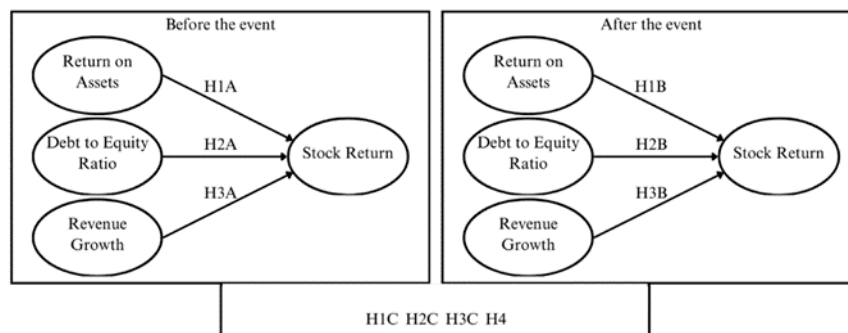 Before the event
Return on
Assets
H1A
Debt to Equity
Ratio
H2A
Stock Return
H3A
Revenue
Growth
After the event
Return on
Assets
H1B
Debt to Equity
Ratio
H2B
Stock Return
H3B
Revenue
Growth
H1C H2C H3C H4